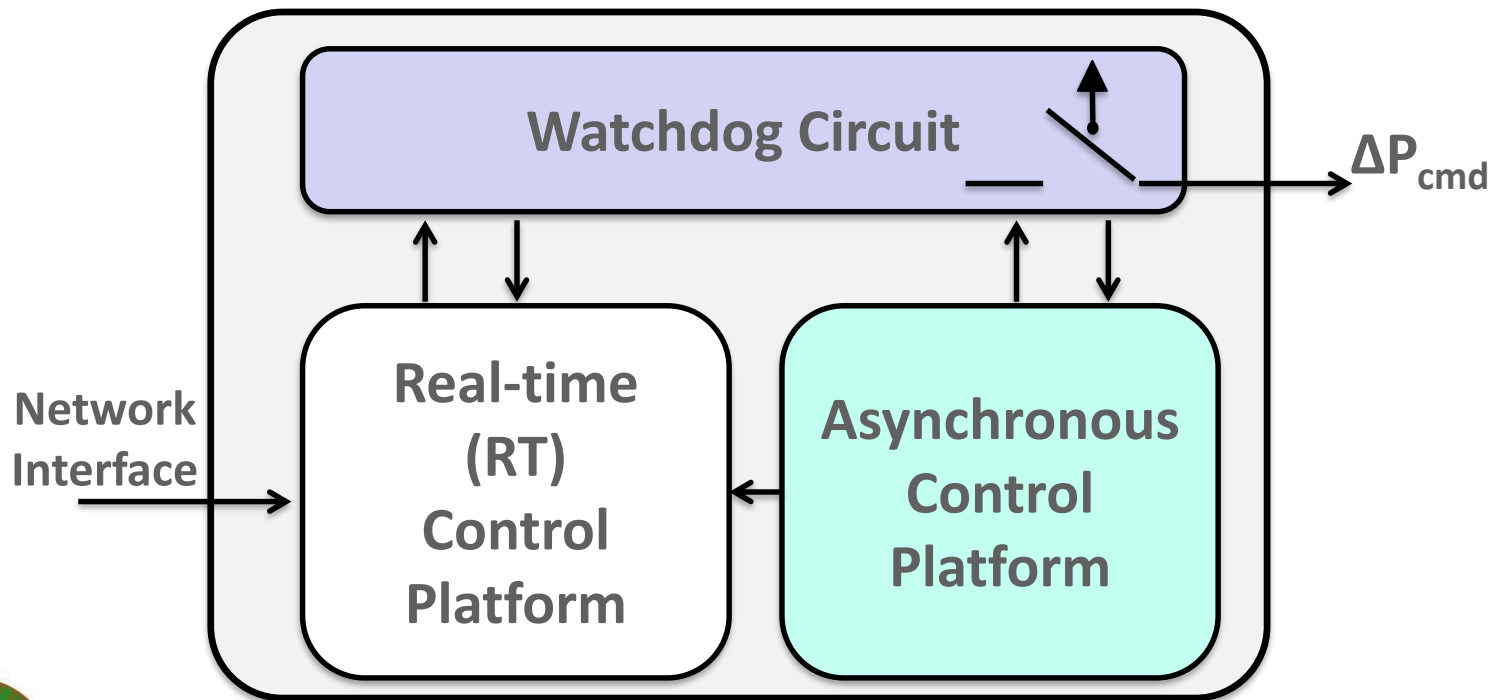 Watchdog Circuit
ΔPcmd
Network
Interface
Real-time
(RT)
Control
Platform
Asynchronous
Control
Platform